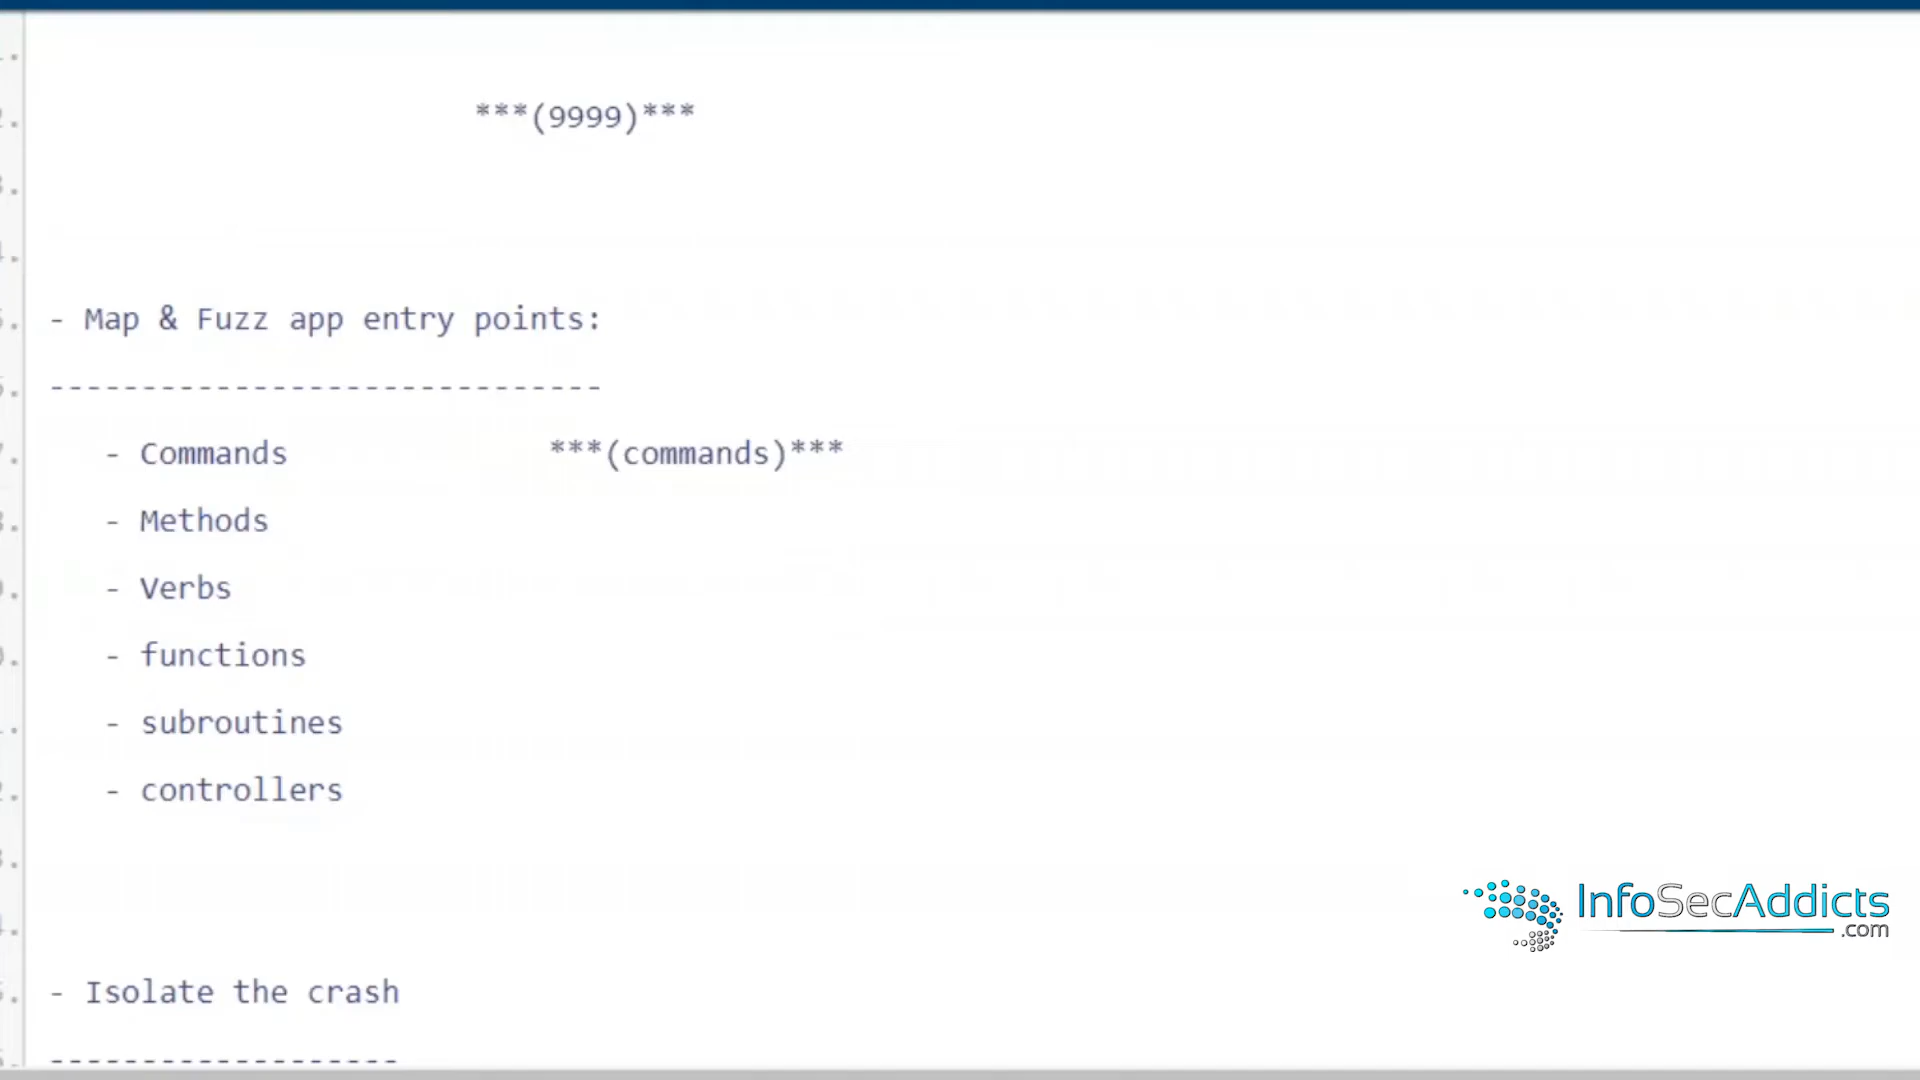 ***(9999)***
- Map & Fuzz app entry points:
------------------------------
- Commands ***(commands)***
- Methods
- Verbs
- functions
- subroutines
- controllers
InfoSecAddicts
.com
- Isolate the crash
-------------------